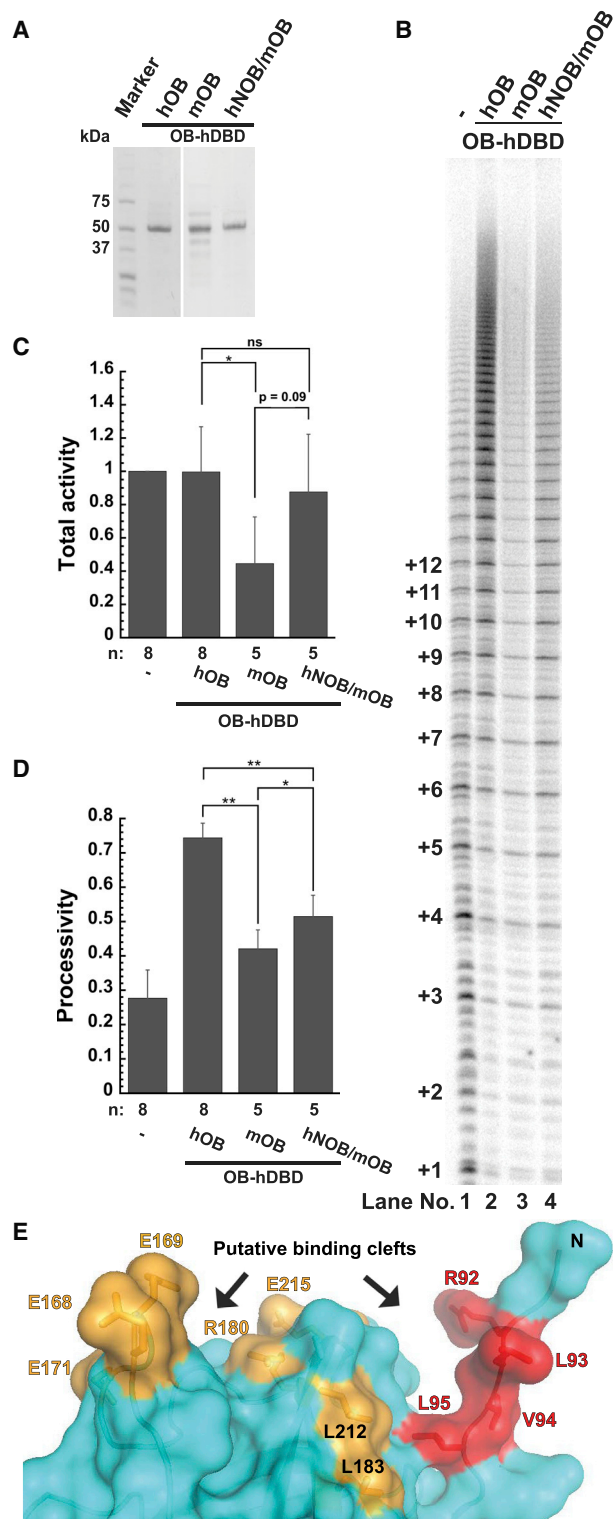 A
Marker
hOB
mOB
hNOB/mOB
kDa
OB-hDBD
75
50
37
B
-
hOB
mOB
hNOB/mOB
OB-hDBD
+12
+11
+10
+9
+8
+7
+6
+5
+4
+3
+2
+1
Lane No. 1 2 3 4
C
ns
*
p = 0.09
Total activity
1.6
1.4
1.2
1
0.8
0.6
0.4
0.2
0
n: 8 8 5 5
- hOB mOB hNOB/mOB
OB-hDBD
D
**
** *
Processivity
0.8
0.7
0.6
0.5
0.4
0.3
0.2
0.1
0
n: 8 8 5 5
- hOB mOB hNOB/mOB
OB-hDBD
E
Putative binding clefts
E169
E168
E171
R180
E215
L212
L183
N
R92
L93
L95
V94